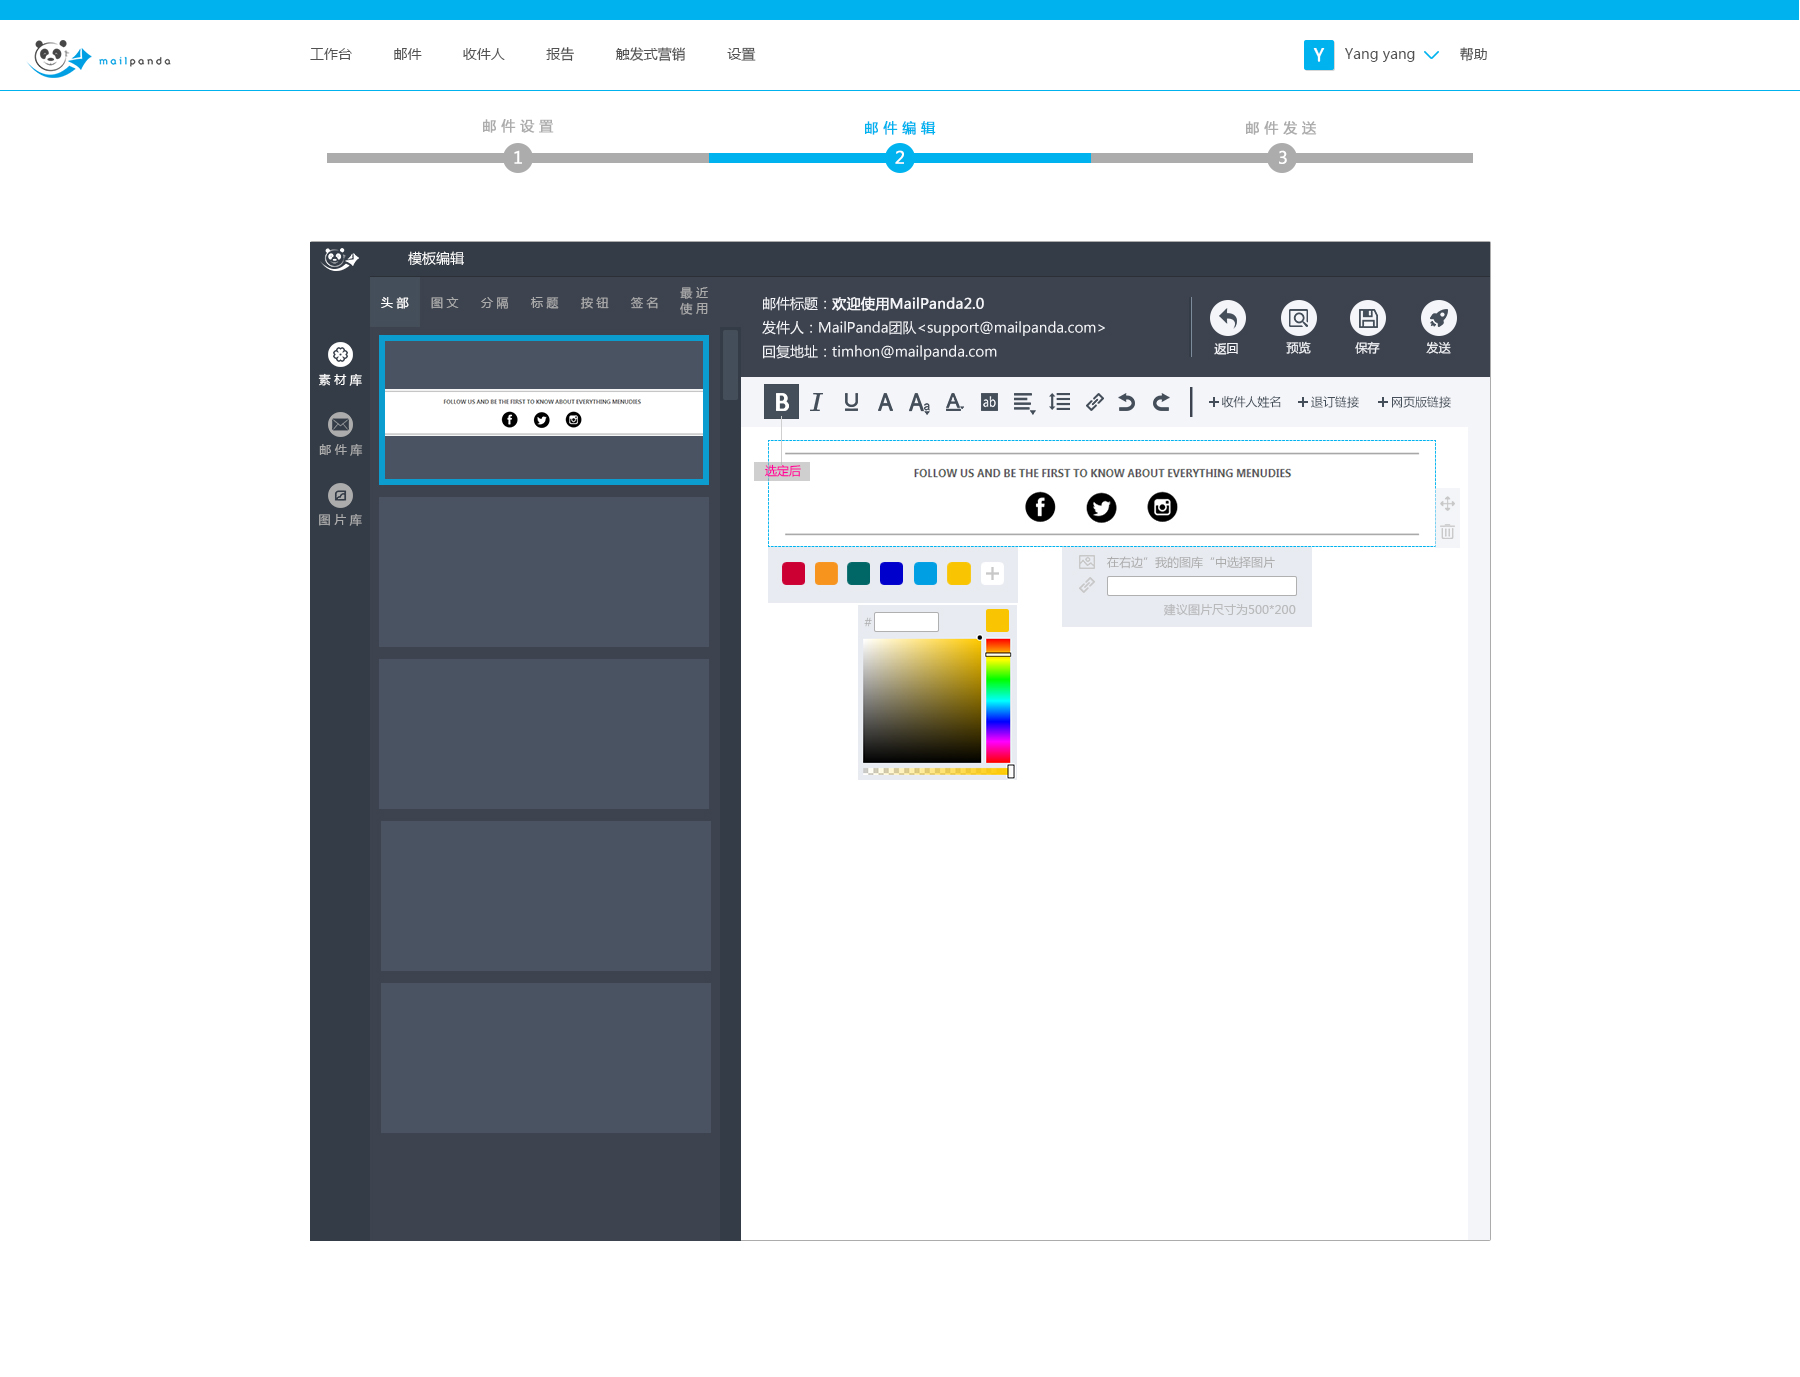 mailpanda
工作台 邮件 收件人 报告 触发式营销 设置
Y Yang yang 帮助
邮件设置 邮件编辑 邮件发送
1 2 3
模板编辑
头部 图文 分隔 标题 按钮 签名 最近使用
素材库
邮件库
图片库
FOLLOW US AND BE THE FIRST TO KNOW ABOUT EVERYTHING MENUDIES
邮件标题：欢迎使用MailPanda2.0
发件人：MailPanda团队<support@mailpanda.com>
回复地址：timhon@mailpanda.com
返回 预览 保存 发送
B I U A Aa A ab +收件人姓名 +退订链接 +网页版链接
选定后
FOLLOW US AND BE THE FIRST TO KNOW ABOUT EVERYTHING MENUDIES
在右边”我的图库“中选择图片
建议图片尺寸为500*200
#